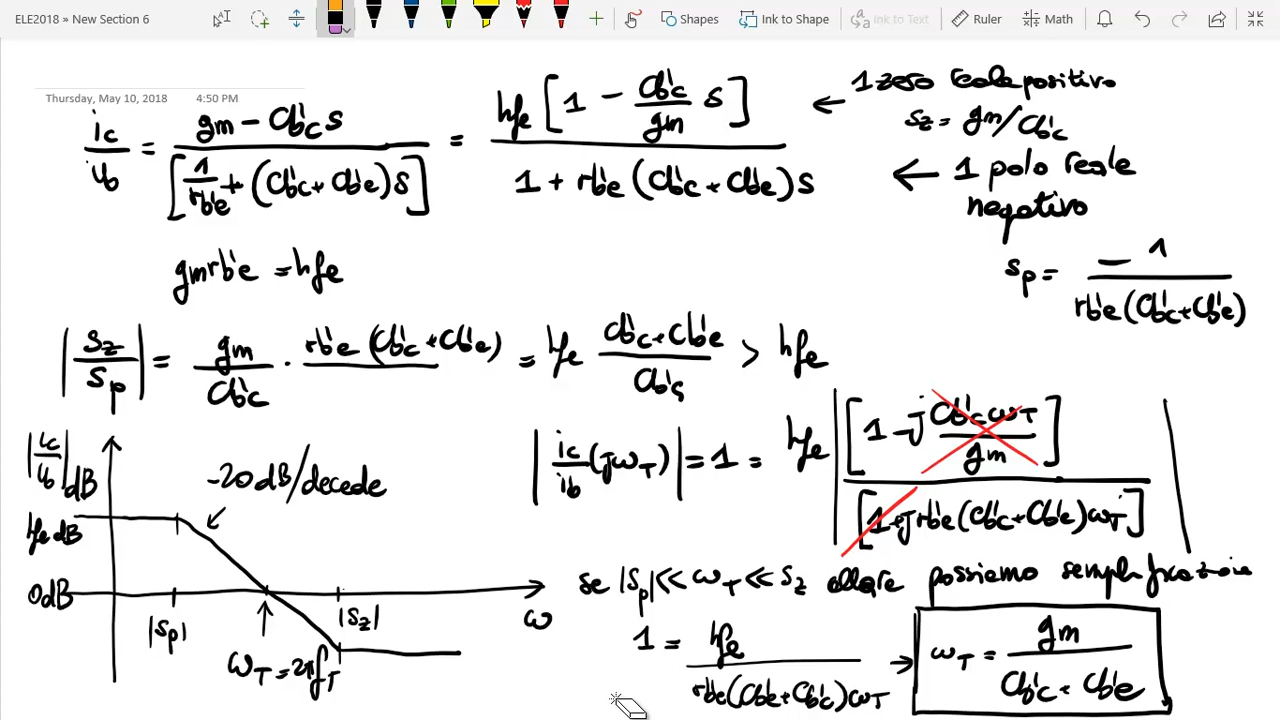 ELE2018 » New Section 6
Shapes
Ink to Shape
Ink to Text
Ruler
Math
Thursday, May 10, 2018 4:50 PM
ic/ib = (gm − Cb'c s) / [1/rb'e + (Cb'c + Cb'e) s] = hfe [1 − (Cb'c/gm) s] / (1 + rb'e (Cb'c + Cb'e) s)
← 1 zero reale positivo
sz = gm/Cb'c
← 1 polo reale
negativo
gm rb'e = hfe
sp = −1 / (rb'e (Cb'c + Cb'e))
|sz/sp| = gm/Cb'c · rb'e (Cb'c + Cb'e) = hfe (Cb'c + Cb'e)/Cb'c > hfe
|ic/ib (jωT)| = 1 = hfe |[1 − j Cb'c ωT/gm] / [1 + j rb'e (Cb'c + Cb'e) ωT]|
|ic/ib| dB
-20 dB/decade
hfe dB
0 dB
|sp|
|sz|
ω
ωT = 2πfT
se |sp| << ωT << sz allora possiamo
1 = hfe / (rb'e (Cb'e + Cb'c) ωT) → ωT = gm / (Cb'c + Cb'e)